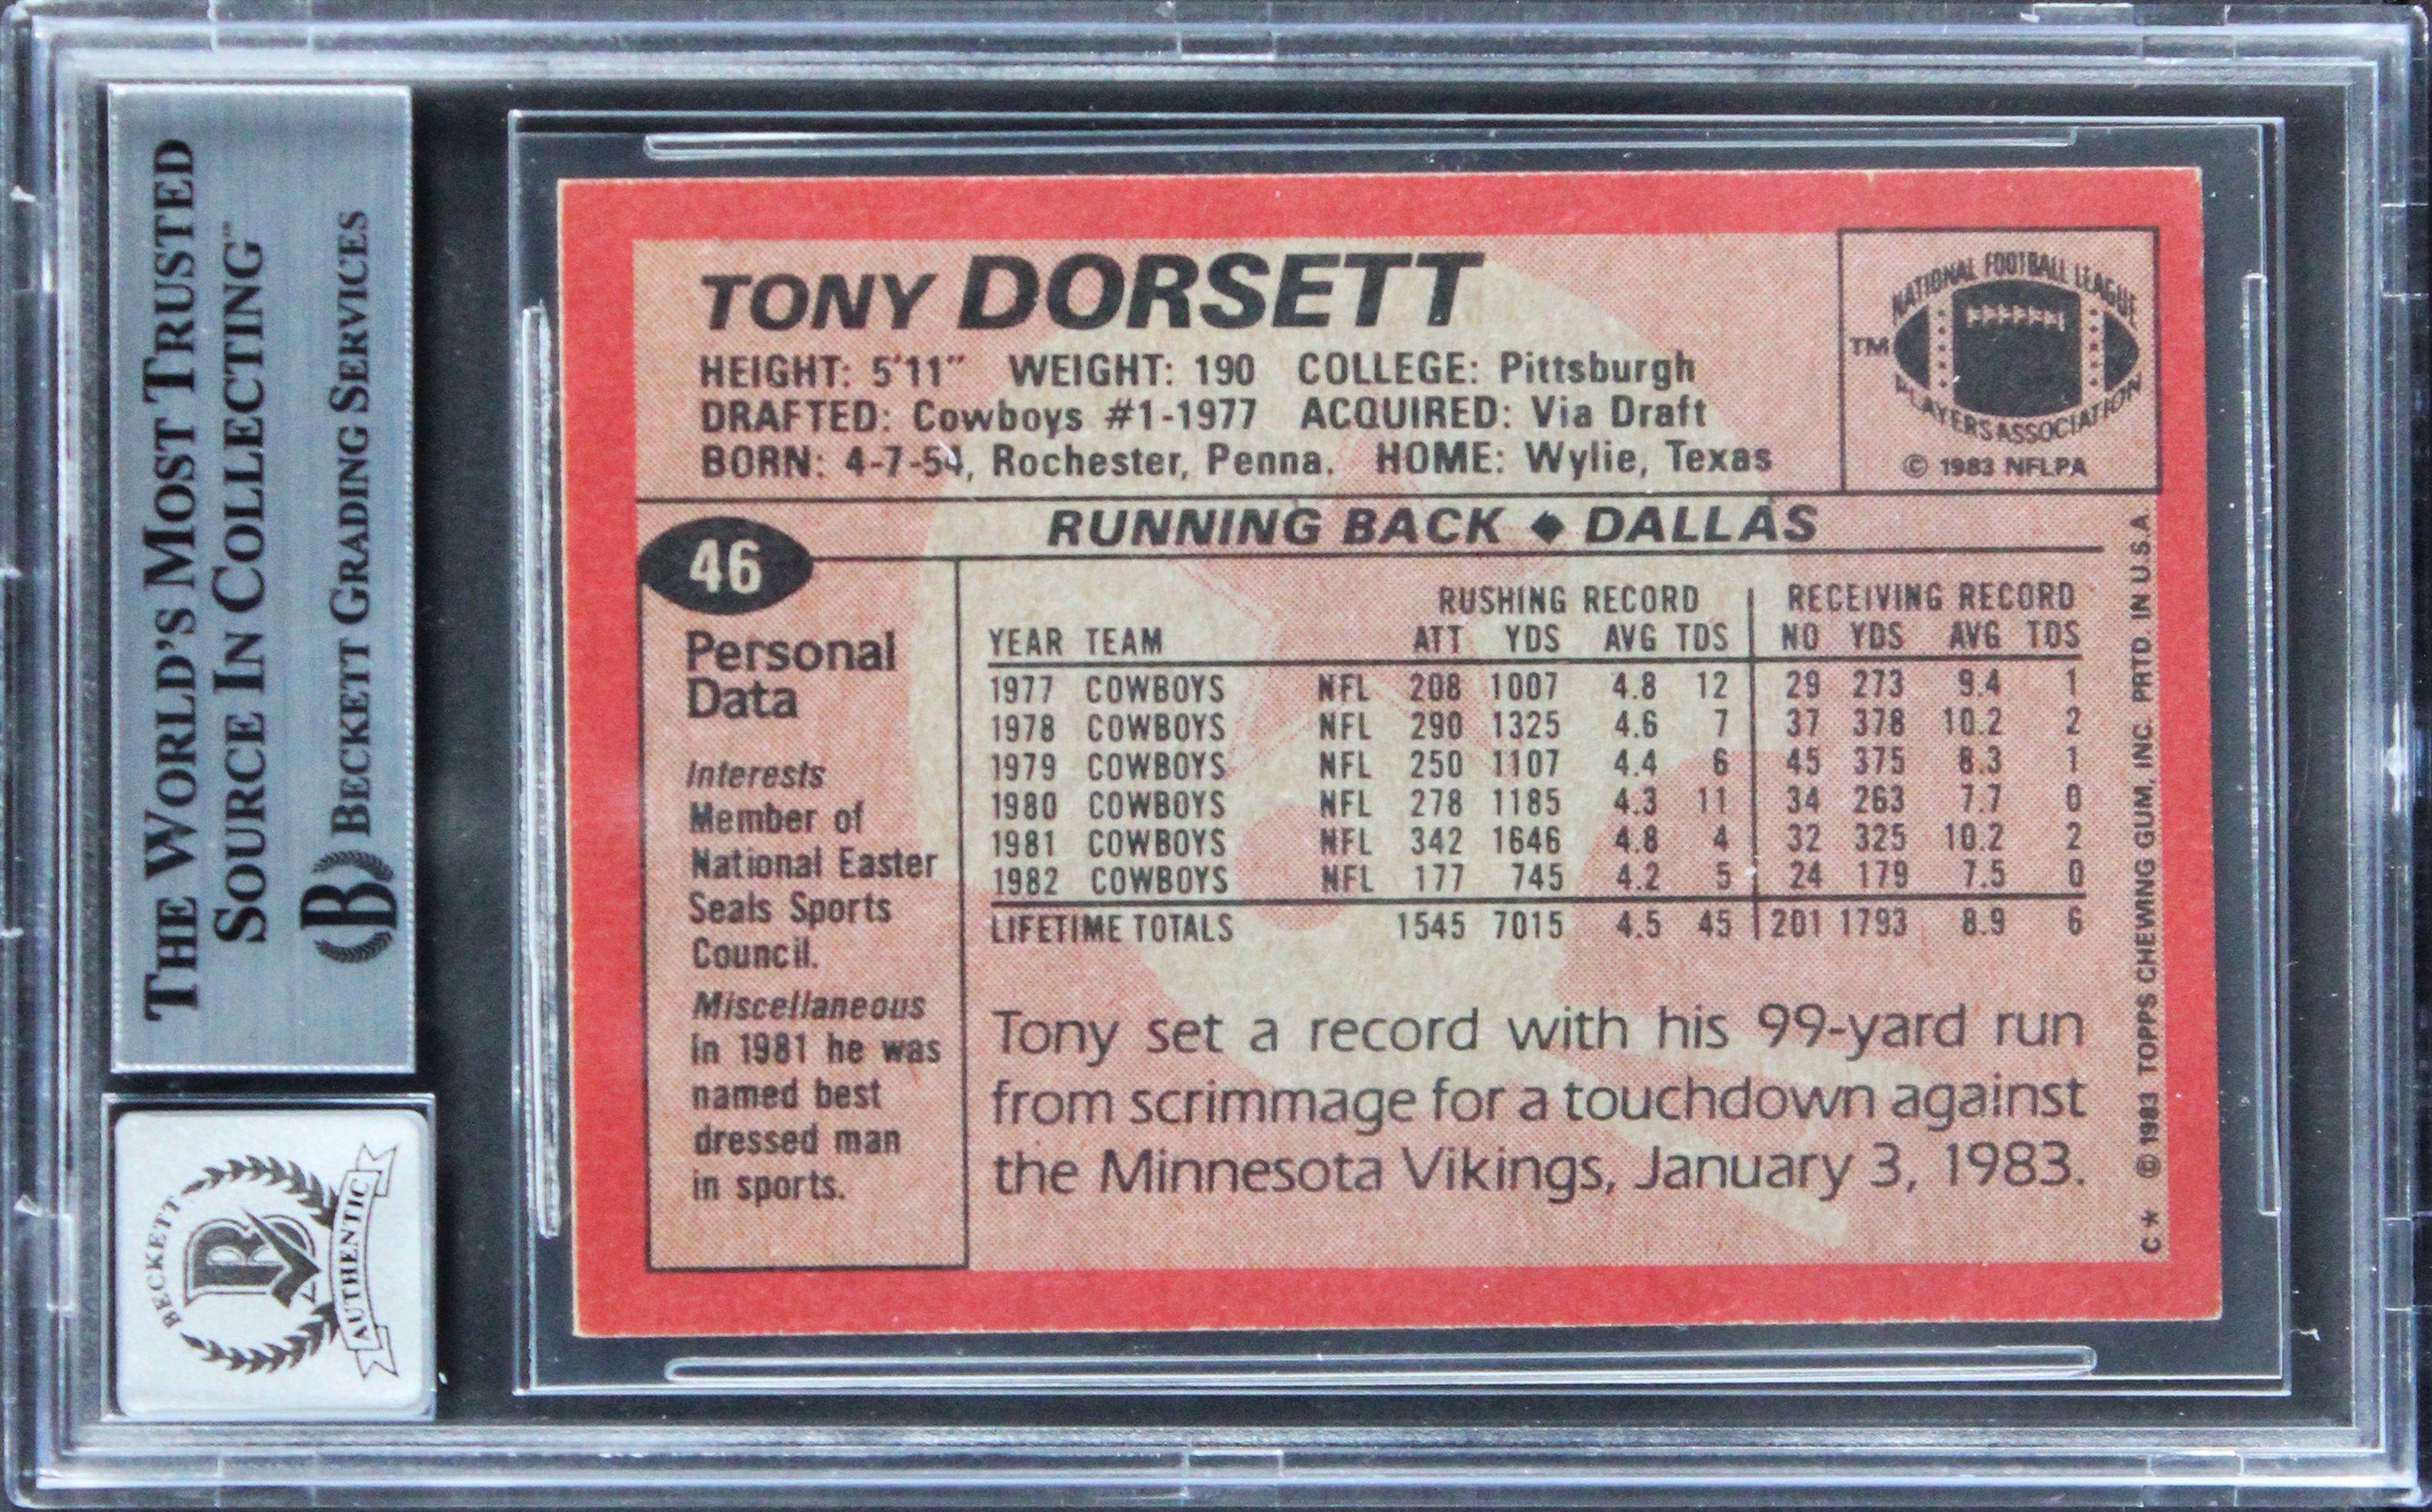 THE WORLD'S MOST TRUSTED
SOURCE IN COLLECTING™
BECKETT GRADING SERVICES
B
BECKETT
B
AUTHENTIC
TONY DORSETT
HEIGHT: 5'11" WEIGHT: 190 COLLEGE: Pittsburgh
DRAFTED: Cowboys #1-1977 ACQUIRED: Via Draft
BORN: 4-7-54, Rochester, Penna. HOME: Wylie, Texas
NATIONAL FOOTBALL LEAGUE
TM
PLAYERS ASSOCIATION
© 1983 NFLPA
46
RUNNING BACK ♦ DALLAS
Personal
Data
Interests
Member of
National Easter
Seals Sports
Council.
Miscellaneous
In 1981 he was
named best
dressed man
in sports.
RUSHING RECORD RECEIVING RECORD
YEAR TEAM ATT YDS AVG TDS NO YDS AVG TDS
1977 COWBOYS NFL 208 1007 4.8 12 29 273 9.4 1
1978 COWBOYS NFL 290 1325 4.6 7 37 378 10.2 2
1979 COWBOYS NFL 250 1107 4.4 6 45 375 8.3 1
1980 COWBOYS NFL 278 1185 4.3 11 34 263 7.7 0
1981 COWBOYS NFL 342 1646 4.8 4 32 325 10.2 2
1982 COWBOYS NFL 177 745 4.2 5 24 179 7.5 0
LIFETIME TOTALS 1545 7015 4.5 45 201 1793 8.9 6
Tony set a record with his 99-yard run
from scrimmage for a touchdown against
the Minnesota Vikings, January 3, 1983.
C* © 1983 TOPPS CHEWING GUM, INC. PRTD. IN U.S.A.